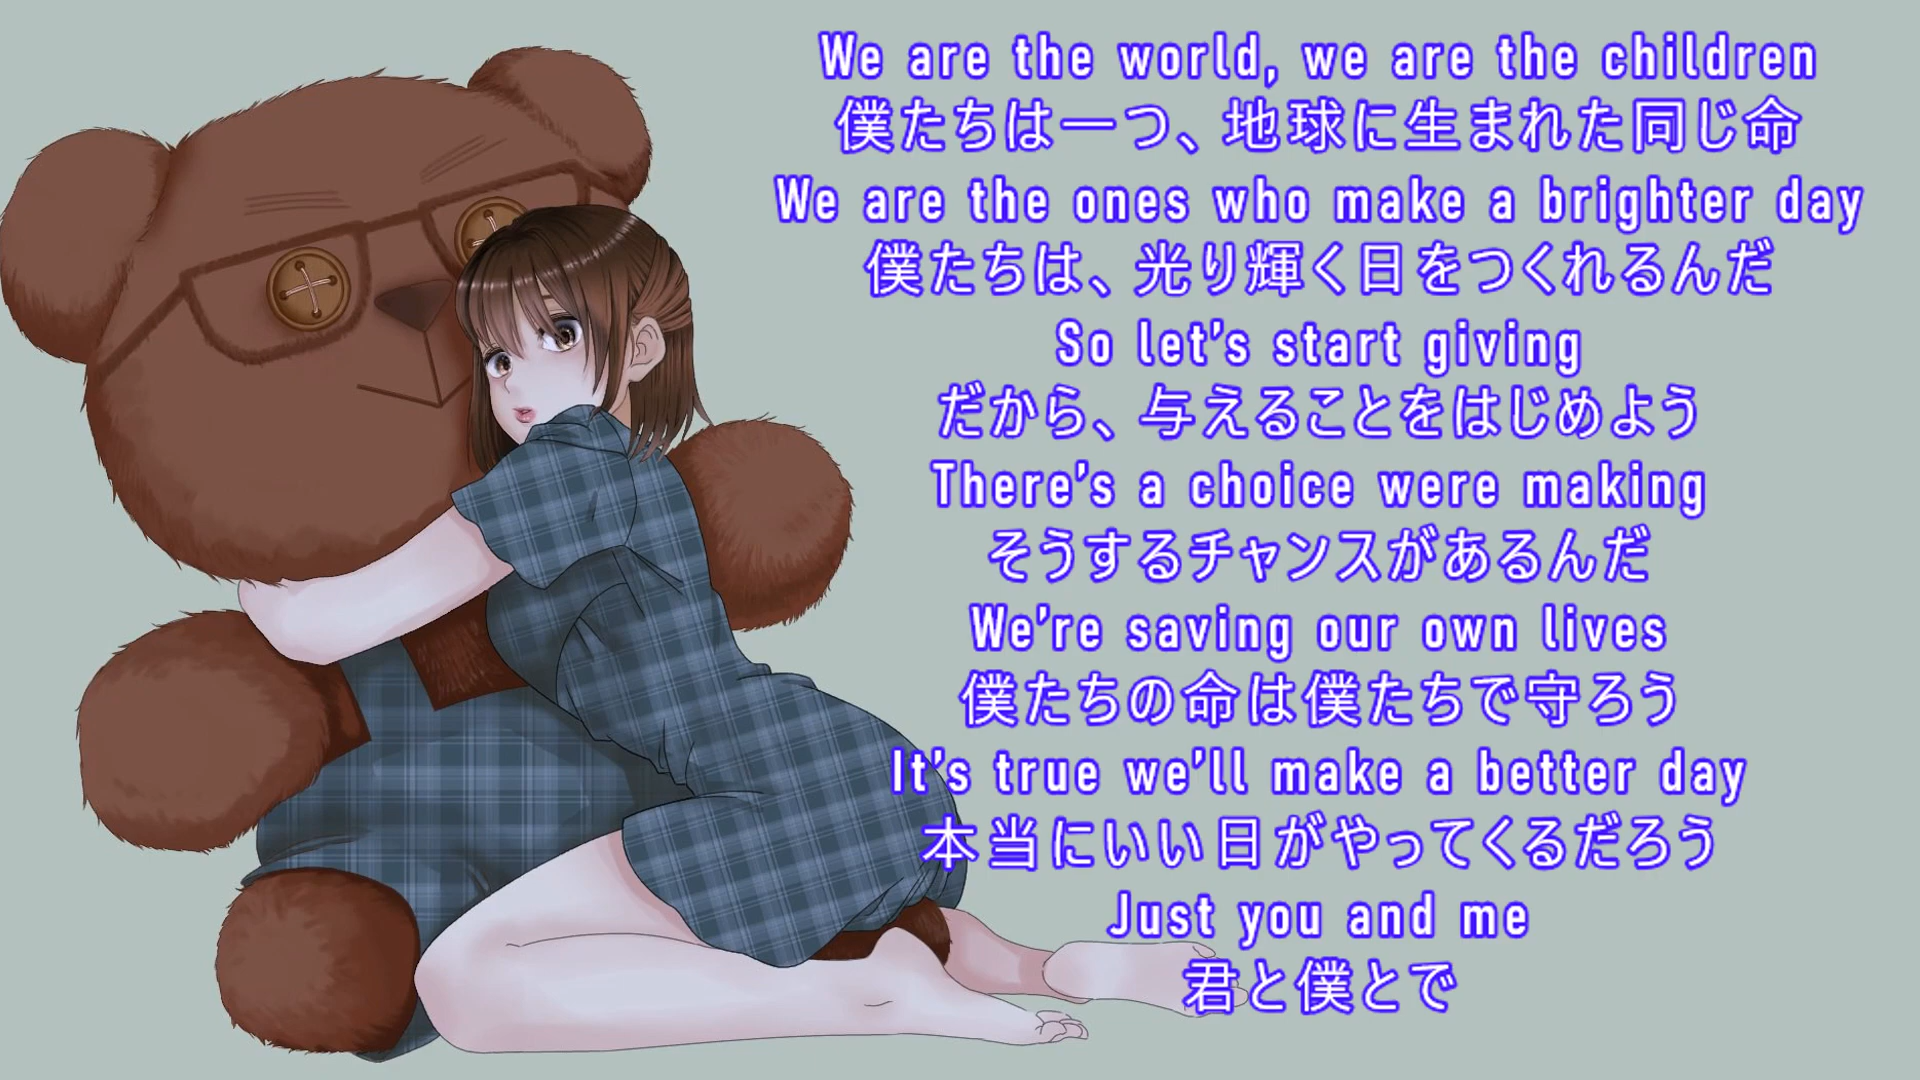 We are the world, we are the children
僕たちは一つ、地球に生まれた同じ命
We are the ones who make a brighter day
僕たちは、光り輝く日をつくれるんだ
So let's start giving
だから、与えることをはじめよう
There's a choice were making
そうするチャンスがあるんだ
We're saving our own lives
僕たちの命は僕たちで守ろう
It's true we'll make a better day
本当にいい日がやってくるだろう
Just you and me
君と僕とで